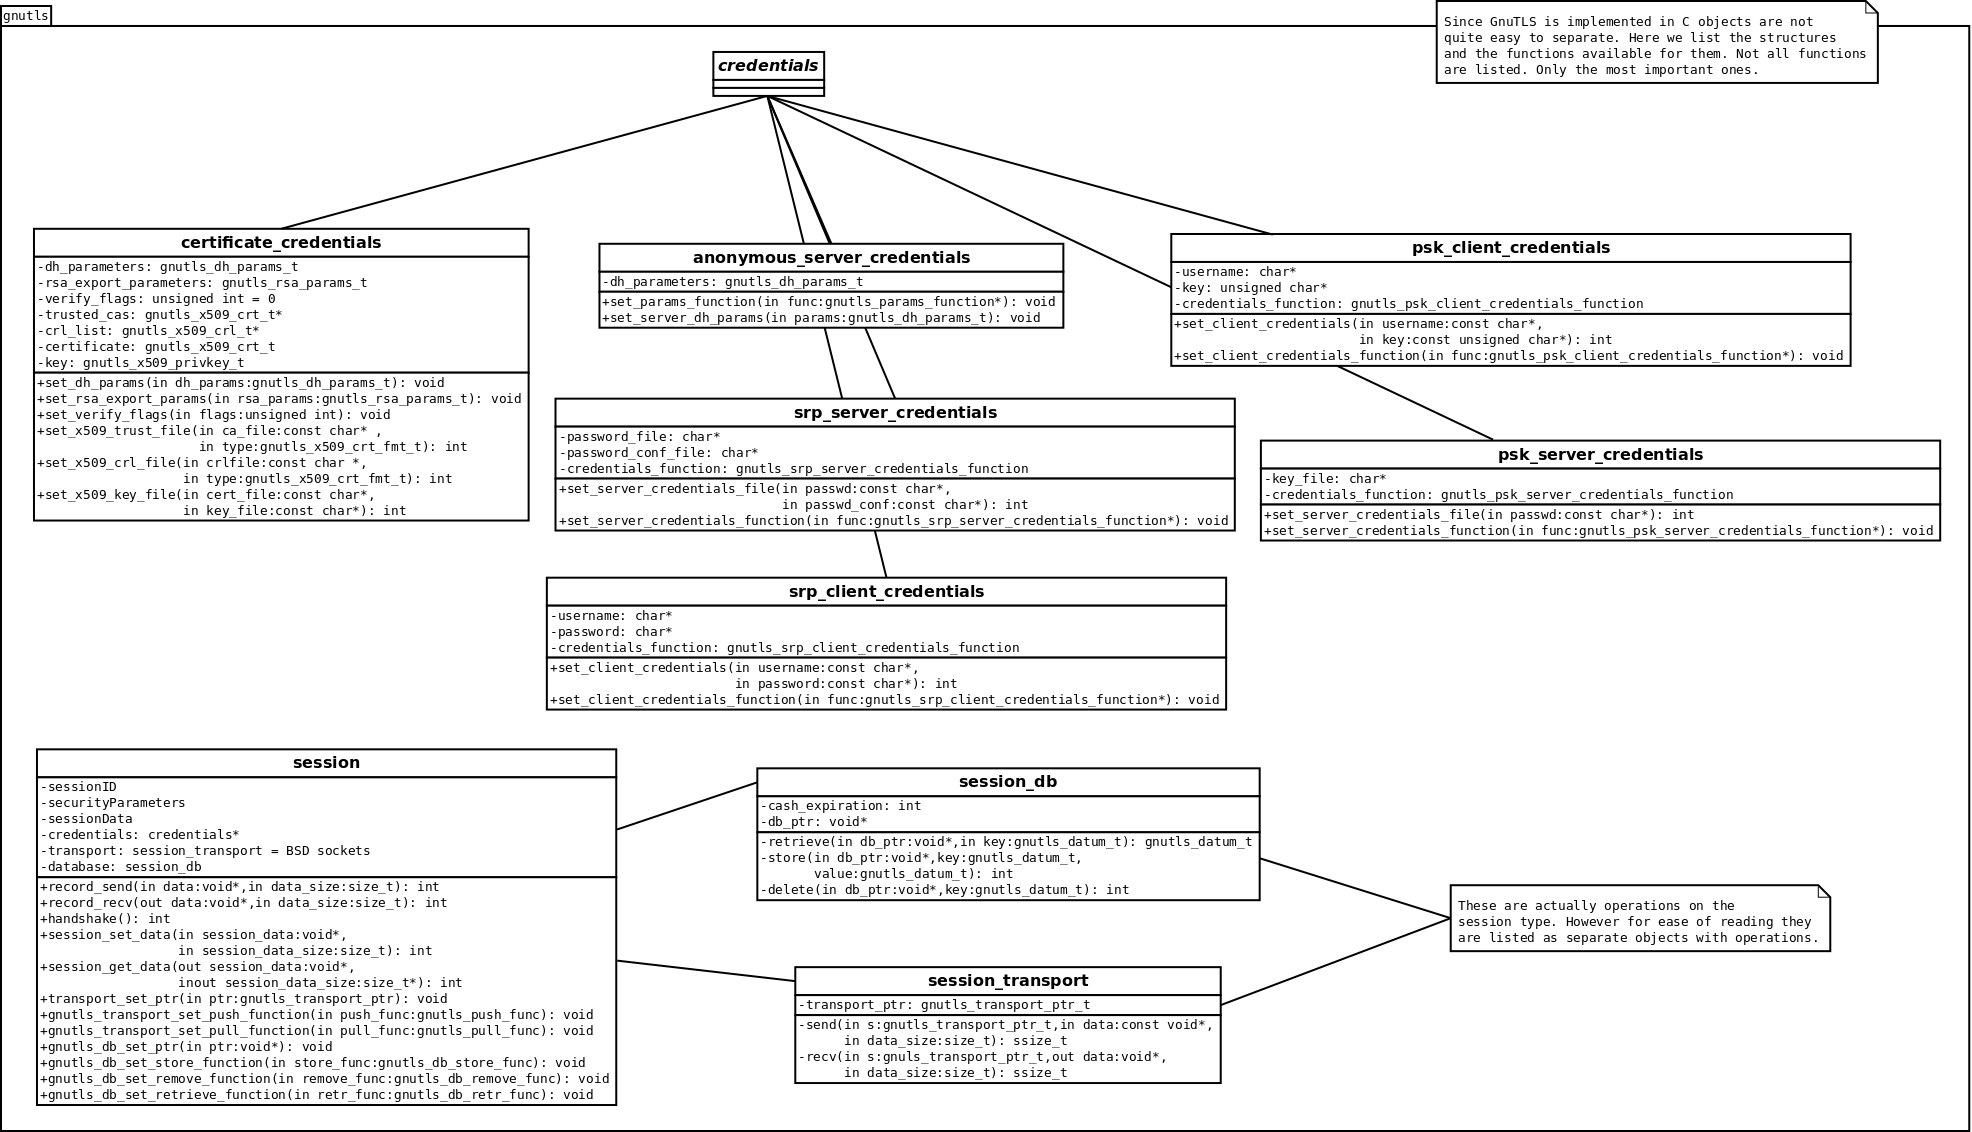 gnutls
Since GnuTLS is implemented in C objects are not
quite easy to separate. Here we list the structures
and the functions available for them. Not all functions
are listed. Only the most important ones.
credentials
certificate_credentials
-dh_parameters: gnutls_dh_params_t
-rsa_export_parameters: gnutls_rsa_params_t
-verify_flags: unsigned int = 0
-trusted_cas: gnutls_x509_crt_t*
-crl_list: gnutls_x509_crl_t*
-certificate: gnutls_x509_crt_t
-key: gnutls_x509_privkey_t
+set_dh_params(in dh_params:gnutls_dh_params_t): void
+set_rsa_export_params(in rsa_params:gnutls_rsa_params_t): void
+set_verify_flags(in flags:unsigned int): void
+set_x509_trust_file(in ca_file:const char* ,
in type:gnutls_x509_crt_fmt_t): int
+set_x509_crl_file(in crlfile:const char *,
in type:gnutls_x509_crt_fmt_t): int
+set_x509_key_file(in cert_file:const char*,
in key_file:const char*): int
anonymous_server_credentials
-dh_parameters: gnutls_dh_params_t
+set_params_function(in func:gnutls_params_function*): void
+set_server_dh_params(in params:gnutls_dh_params_t): void
psk_client_credentials
-username: char*
-key: unsigned char*
-credentials_function: gnutls_psk_client_credentials_function
+set_client_credentials(in username:const char*,
in key:const unsigned char*): int
+set_client_credentials_function(in func:gnutls_psk_client_credentials_function*): void
srp_server_credentials
-password_file: char*
-password_conf_file: char*
-credentials_function: gnutls_srp_server_credentials_function
+set_server_credentials_file(in passwd:const char*,
in passwd_conf:const char*): int
+set_server_credentials_function(in func:gnutls_srp_server_credentials_function*): void
psk_server_credentials
-key_file: char*
-credentials_function: gnutls_psk_server_credentials_function
+set_server_credentials_file(in passwd:const char*): int
+set_server_credentials_function(in func:gnutls_psk_server_credentials_function*): void
srp_client_credentials
-username: char*
-password: char*
-credentials_function: gnutls_srp_client_credentials_function
+set_client_credentials(in username:const char*,
in password:const char*): int
+set_client_credentials_function(in func:gnutls_srp_client_credentials_function*): void
session
-sessionID
-securityParameters
-sessionData
-credentials: credentials*
-transport: session_transport = BSD sockets
-database: session_db
+record_send(in data:void*,in data_size:size_t): int
+record_recv(out data:void*,in data_size:size_t): int
+handshake(): int
+session_set_data(in session_data:void*,
in session_data_size:size_t): int
+session_get_data(out session_data:void*,
inout session_data_size:size_t*): int
+transport_set_ptr(in ptr:gnutls_transport_ptr): void
+gnutls_transport_set_push_function(in push_func:gnutls_push_func): void
+gnutls_transport_set_pull_function(in pull_func:gnutls_pull_func): void
+gnutls_db_set_ptr(in ptr:void*): void
+gnutls_db_set_store_function(in store_func:gnutls_db_store_func): void
+gnutls_db_set_remove_function(in remove_func:gnutls_db_remove_func): void
+gnutls_db_set_retrieve_function(in retr_func:gnutls_db_retr_func): void
session_db
-cash_expiration: int
-db_ptr: void*
-retrieve(in db_ptr:void*,in key:gnutls_datum_t): gnutls_datum_t
-store(in db_ptr:void*,key:gnutls_datum_t,
value:gnutls_datum_t): int
-delete(in db_ptr:void*,key:gnutls_datum_t): int
These are actually operations on the
session type. However for ease of reading they
are listed as separate objects with operations.
session_transport
-transport_ptr: gnutls_transport_ptr_t
-send(in s:gnutls_transport_ptr_t,in data:const void*,
in data_size:size_t): ssize_t
-recv(in s:gnuls_transport_ptr_t,out data:void*,
in data_size:size_t): ssize_t